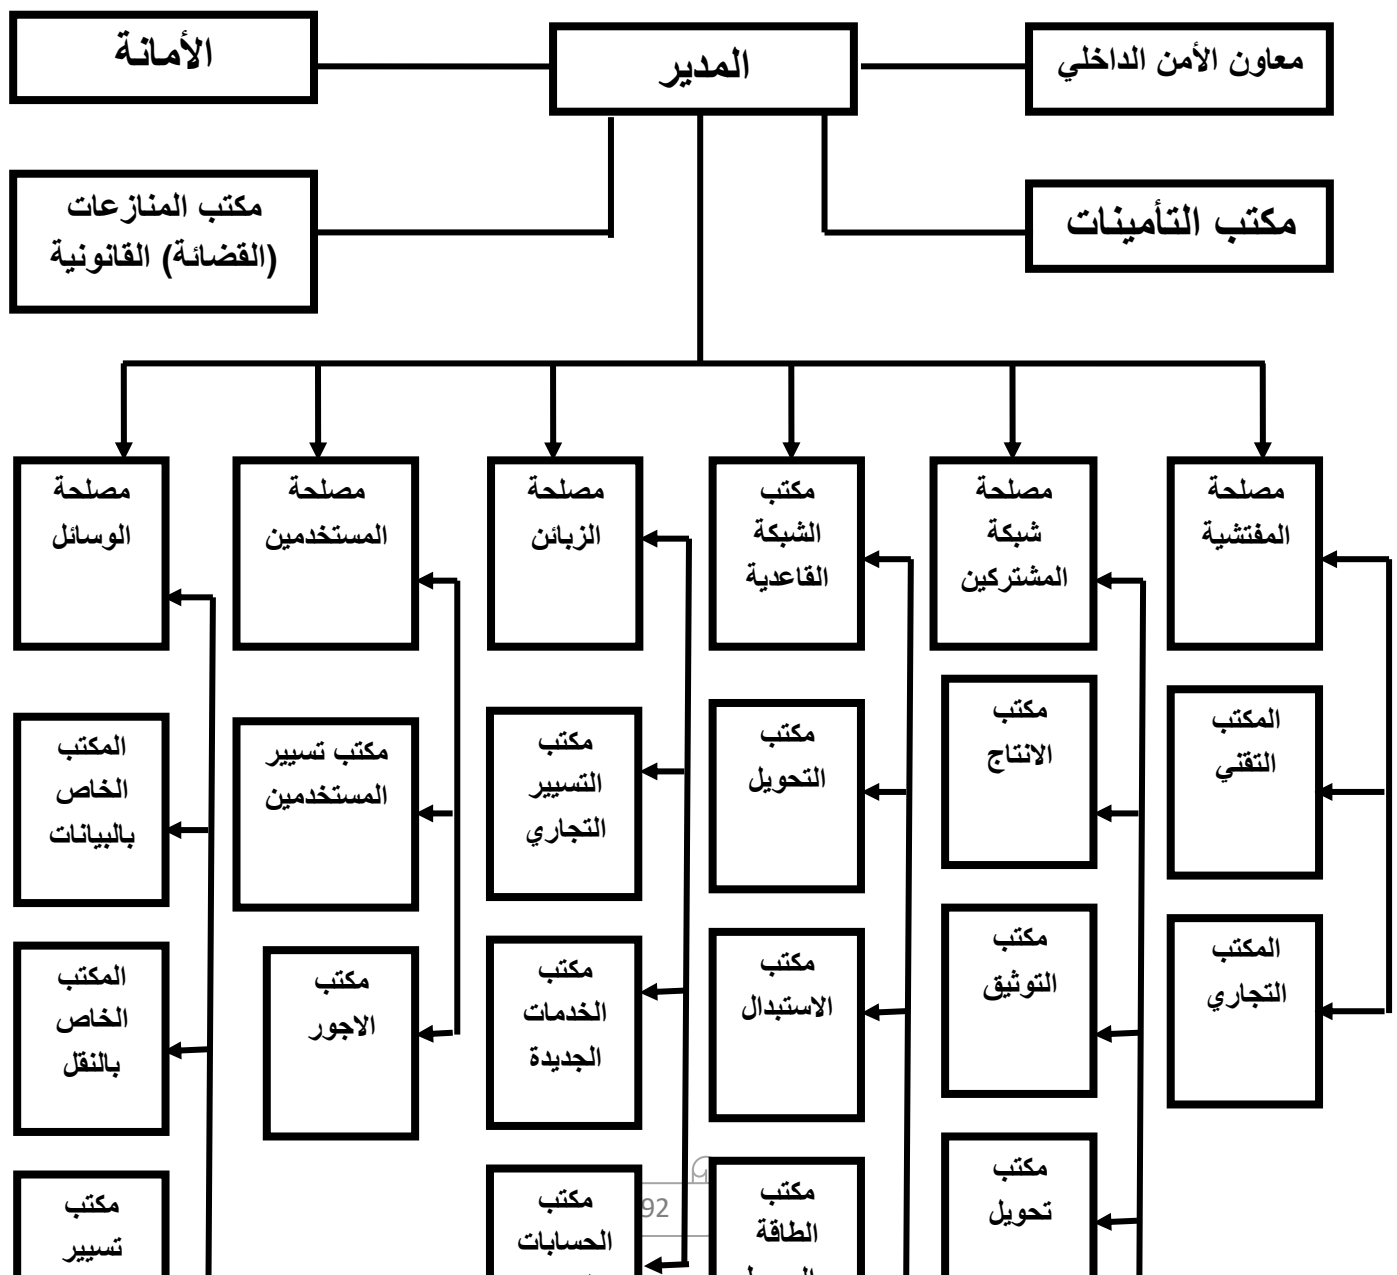 معاون الأمن الداخلي
المدير
الأمانة
مكتب التأمينات
مكتب المنازعات
(القضائة) القانونية
مصلحة
المفتشية
مصلحة
شبكة
المشتركين
مكتب
الشبكة
القاعدية
مصلحة
الزبائن
مصلحة
المستخدمين
مصلحة
الوسائل
المكتب
التقني
مكتب
الانتاج
مكتب
التحويل
مكتب
التسيير
التجاري
مكتب تسيير
المستخدمين
المكتب
الخاص
بالبيانات
المكتب
التجاري
مكتب
التوثيق
مكتب
الاستبدال
مكتب
الخدمات
الجديدة
مكتب
الاجور
المكتب
الخاص
بالنقل
مكتب
تحويل
مكتب
الطاقة
مكتب
الحسابات
مكتب
تسيير
92